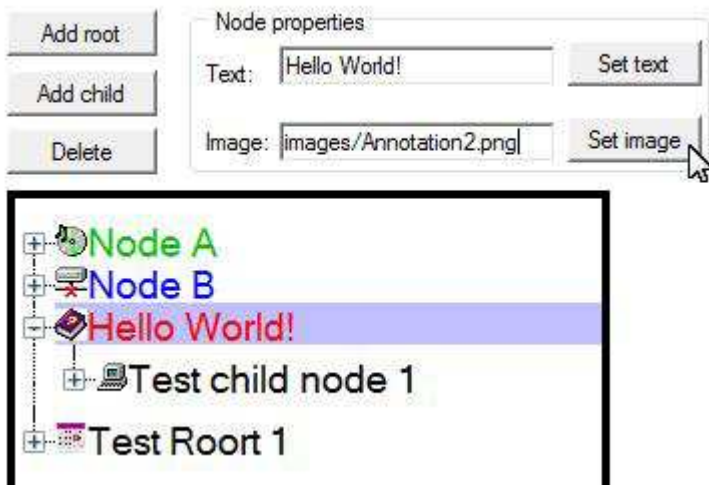 Add root
Node properties
Text: Hello World! Set text
Add child
Image: images/Annotation2.png Set image
Delete
Node A
Node B
Hello World!
Test child node 1
Test Roort 1